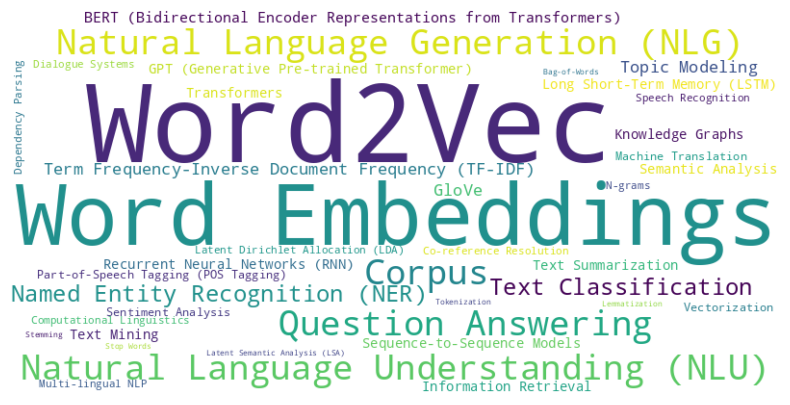 BERT (Bidirectional Encoder Representations from Transformers)
Natural Language Generation (NLG)
Dialogue Systems
GPT (Generative Pre-trained Transformer)
Bag-of-Words
Topic Modeling
Dependency Parsing
Transformers
Long Short-Term Memory (LSTM)
Speech Recognition
Word2Vec
Knowledge Graphs
Machine Translation
Term Frequency-Inverse Document Frequency (TF-IDF)
Semantic Analysis
GloVe
N-grams
Word Embeddings
Latent Dirichlet Allocation (LDA)
Co-reference Resolution
Recurrent Neural Networks (RNN)
Text Summarization
Part-of-Speech Tagging (POS Tagging)
Corpus
Text Classification
Named Entity Recognition (NER)
Tokenization
Lemmatization
Vectorization
Sentiment Analysis
Computational Linguistics
Question Answering
Stemming
Text Mining
Stop Words
Sequence-to-Sequence Models
Latent Semantic Analysis (LSA)
Natural Language Understanding (NLU)
Multi-lingual NLP
Information Retrieval